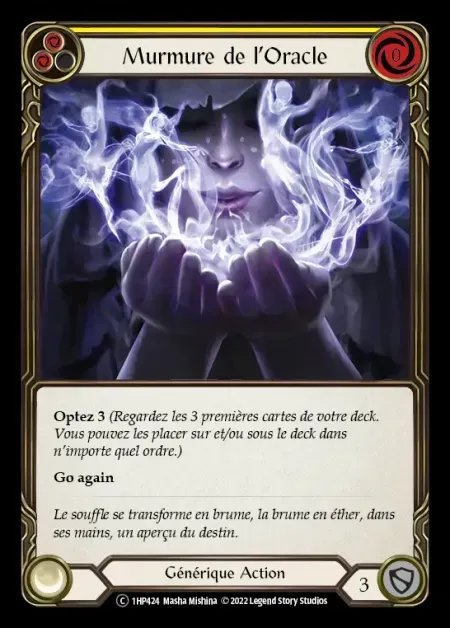 Murmure de l'Oracle
0
Optez 3 (Regardez les 3 premières cartes de votre deck.
Vous pouvez les placer sur et/ou sous le deck dans
n'importe quel ordre.)
Go again
Le souffle se transforme en brume, la brume en éther, dans
ses mains, un aperçu du destin.
Générique Action
3
C 1HP424 Masha Mishina © 2022 Legend Story Studios